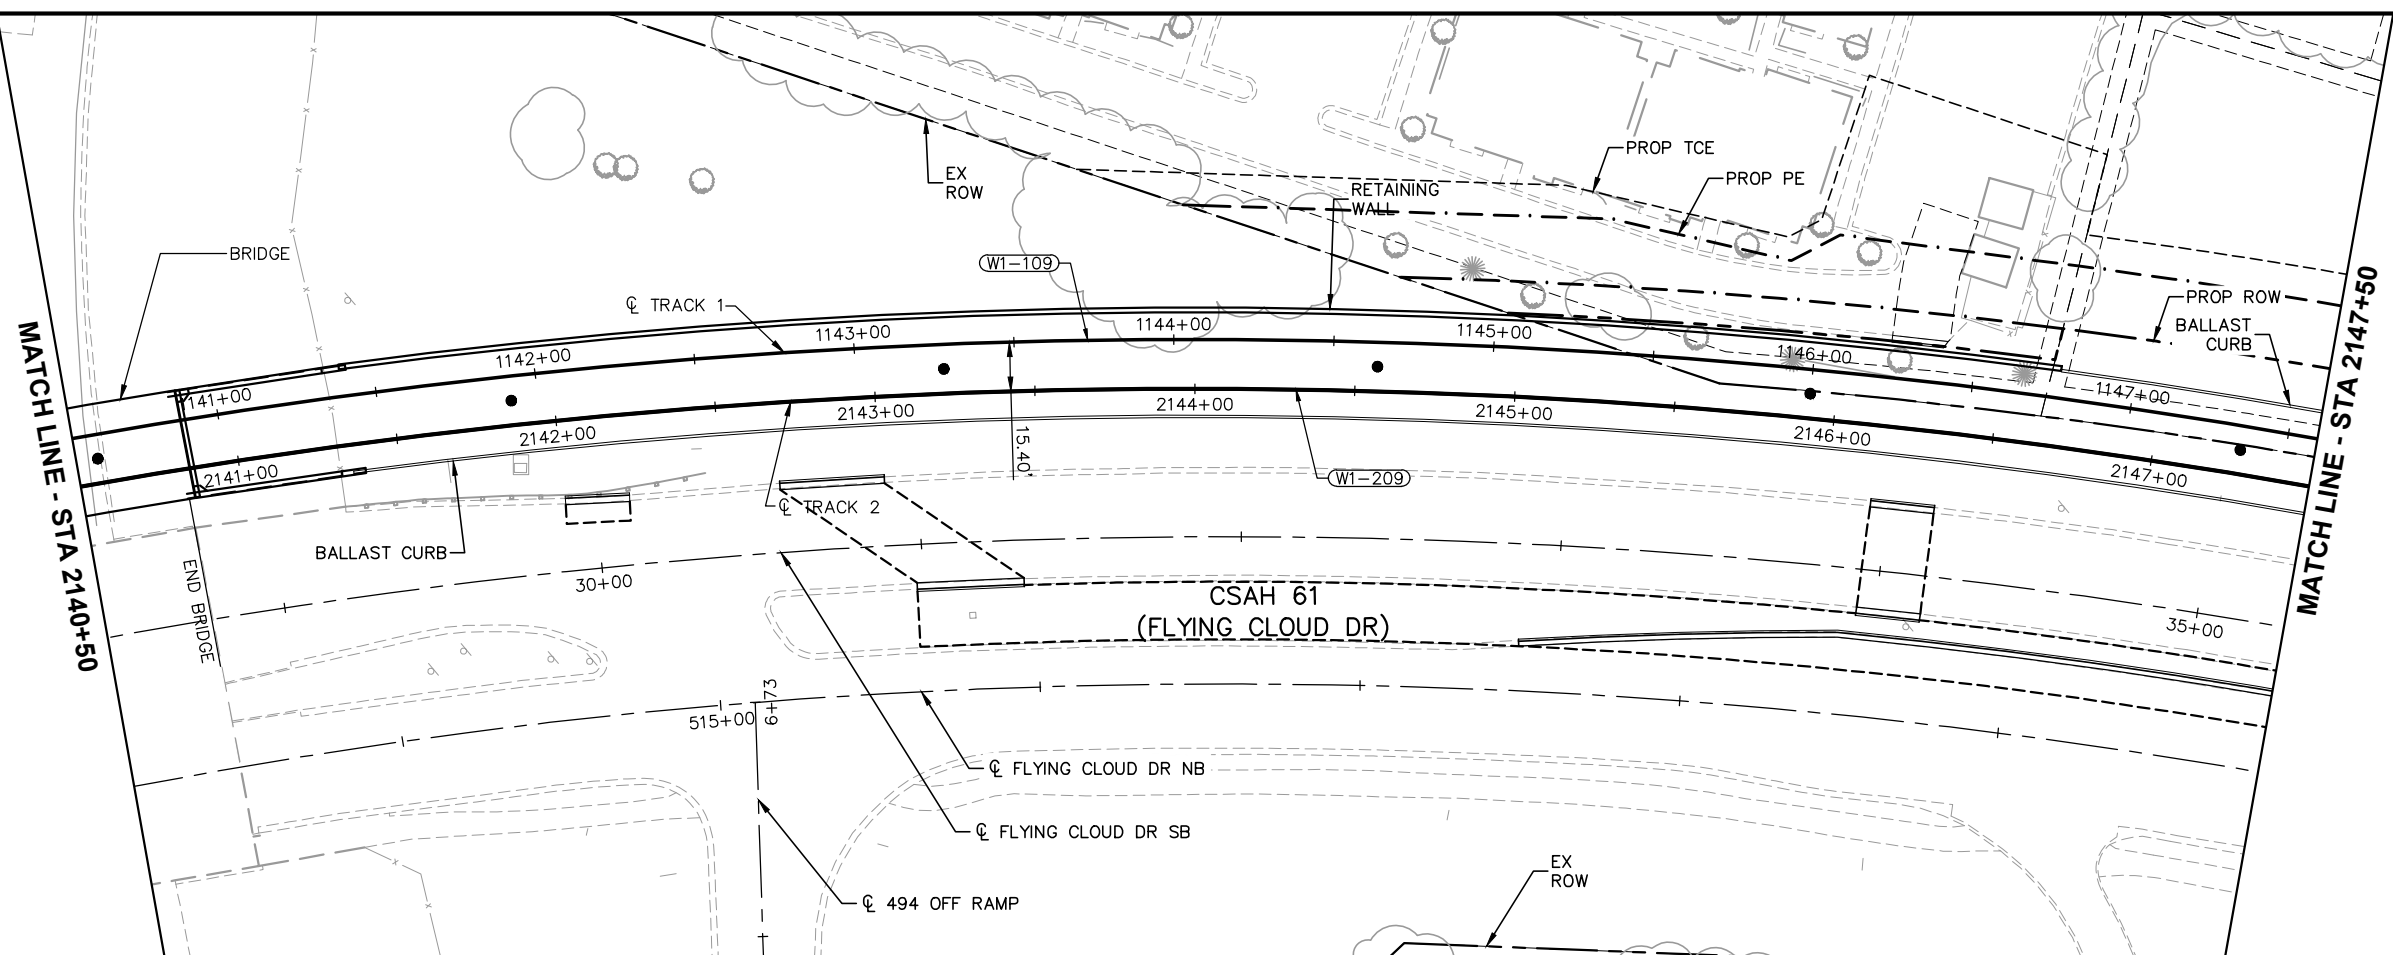 PROP TCE
EX
ROW
RETAINING
WALL
PROP PE
BRIDGE
W1-109
℄ TRACK 1
PROP ROW
BALLAST
CURB
MATCH LINE - STA 2140+50
MATCH LINE - STA 2147+50
141+00
1142+00
1143+00
1144+00
1145+00
1146+00
1147+00
2141+00
2142+00
2143+00
2144+00
2145+00
2146+00
2147+00
15.40'
W1-209
℄ TRACK 2
BALLAST CURB
END BRIDGE
30+00
CSAH 61
(FLYING CLOUD DR)
35+00
515+00
6+73
℄ FLYING CLOUD DR NB
℄ FLYING CLOUD DR SB
℄ 494 OFF RAMP
EX
ROW